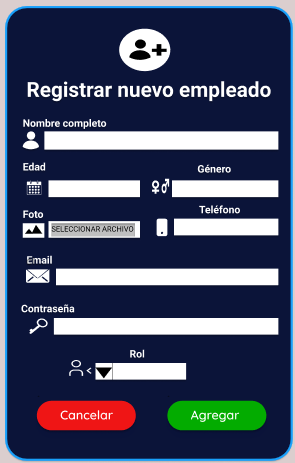 Registrar nuevo empleado
Nombre completo
Edad
Género
Foto
SELECCIONAR ARCHIVO
Teléfono
Email
Contraseña
Rol
Cancelar
Agregar